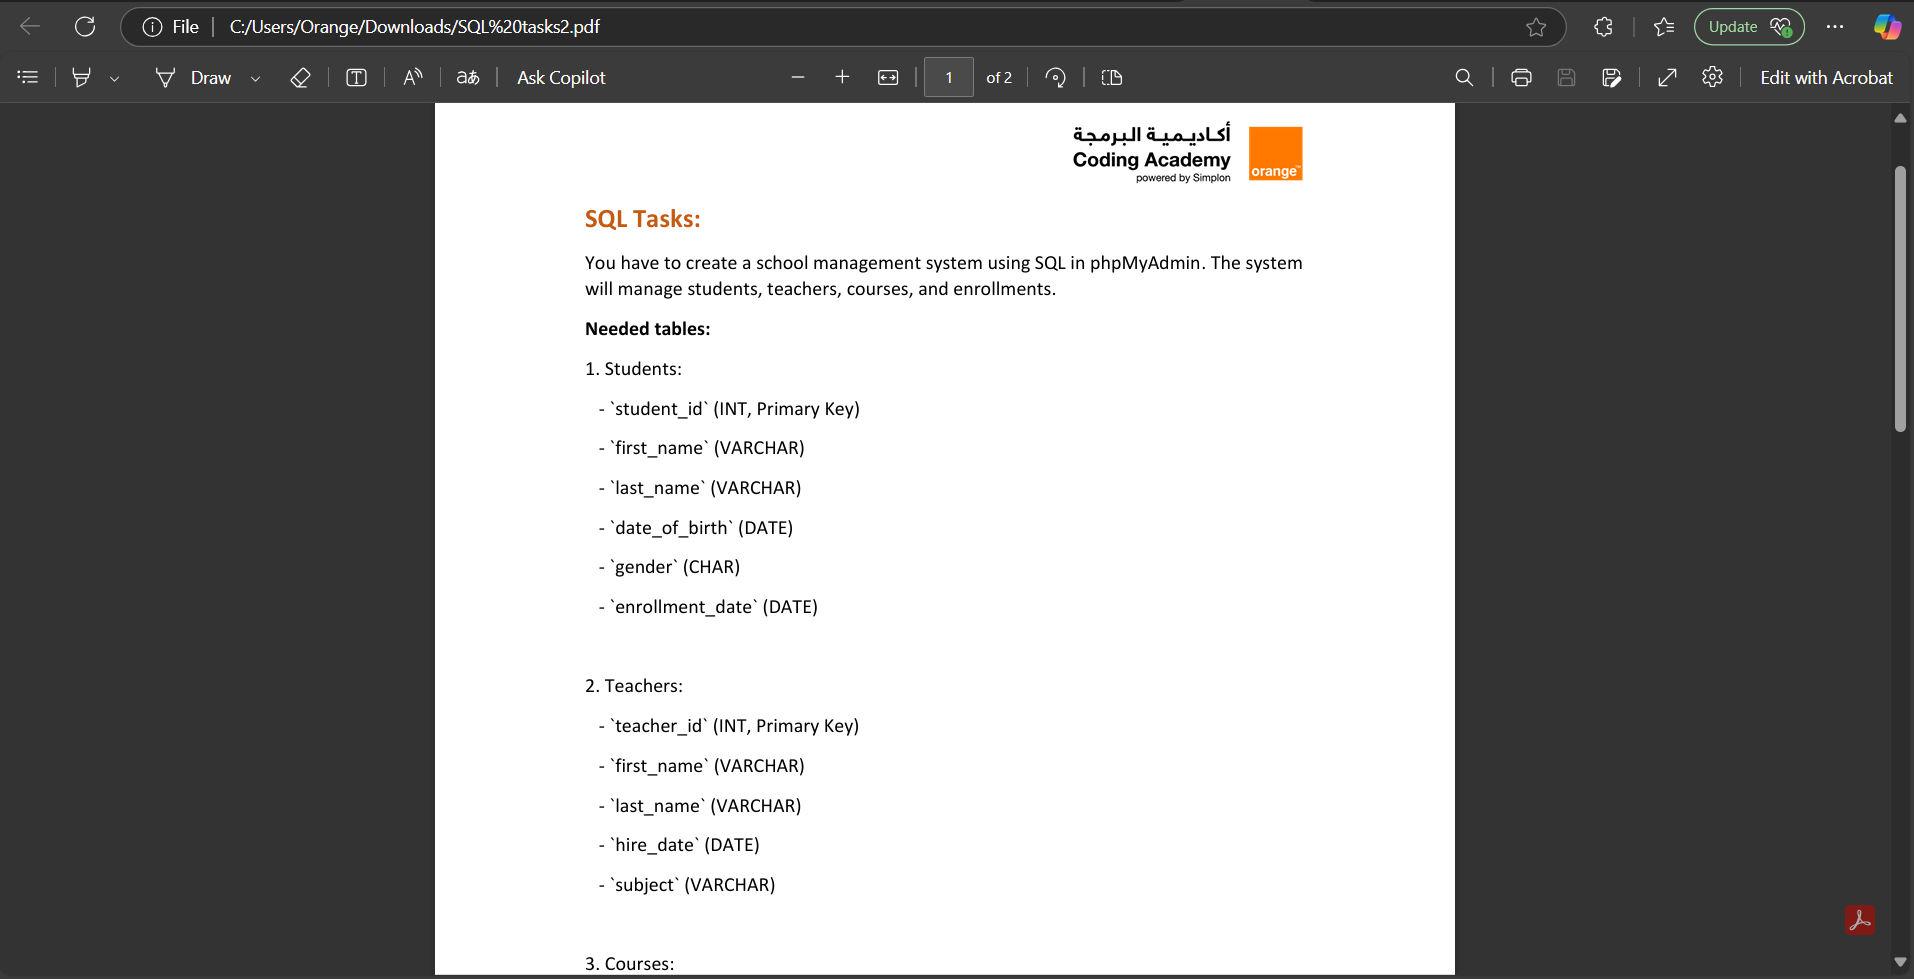 File
C:/Users/Orange/Downloads/SQL%20tasks2.pdf
Update
Draw
aあ
Ask Copilot
1
of 2
Edit with Acrobat
أكاديمية البرمجة
Coding Academy
powered by Simplon
orange™
SQL Tasks:
You have to create a school management system using SQL in phpMyAdmin. The system
will manage students, teachers, courses, and enrollments.
Needed tables:
1. Students:
- `student_id` (INT, Primary Key)
- `first_name` (VARCHAR)
- `last_name` (VARCHAR)
- `date_of_birth` (DATE)
- `gender` (CHAR)
- `enrollment_date` (DATE)
2. Teachers:
- `teacher_id` (INT, Primary Key)
- `first_name` (VARCHAR)
- `last_name` (VARCHAR)
- `hire_date` (DATE)
- `subject` (VARCHAR)
3. Courses: